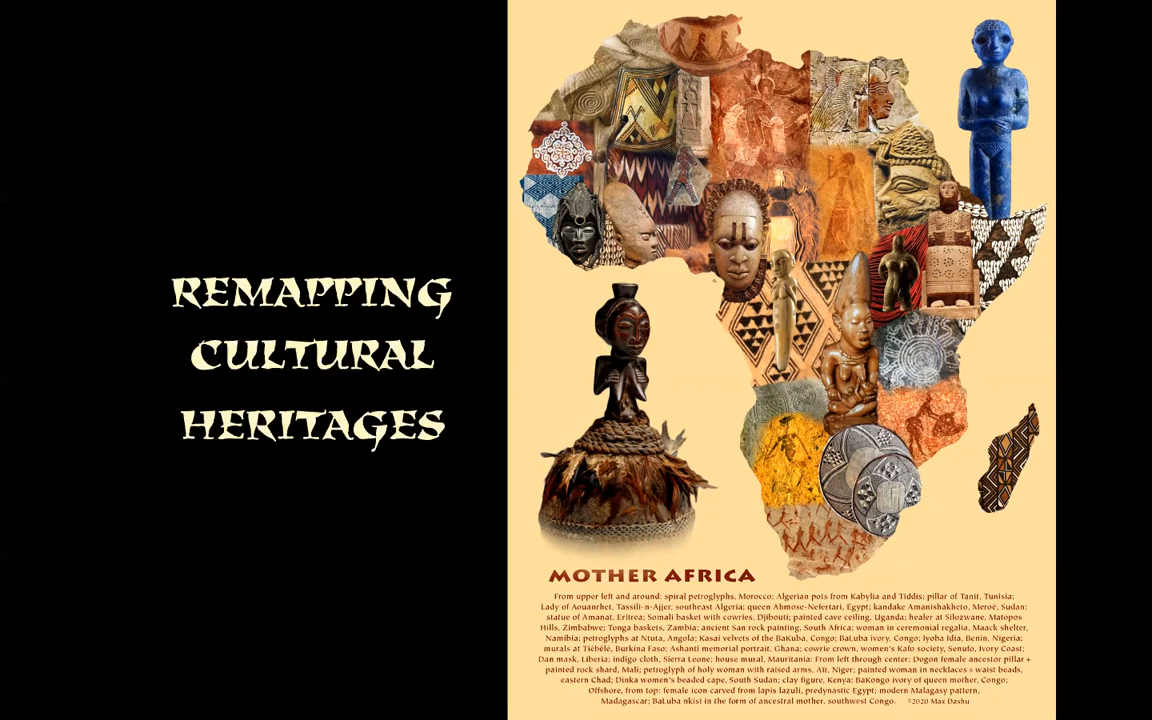 REMAPPING
CULTURAL
HERITAGES
MOTHER AFRICA
From upper left and around: spiral petroglyphs, Morocco; Algerian pots from Kabylia and Tiddis; pillar of Tanit, Tunisia;
Lady of Aouanrhet, Tassili-n-Ajjer, southeast Algeria; queen Ahmose-Nefertari, Egypt; kandake Amanishakheto, Meroë, Sudan;
statue of Amanat, Eritrea; Somali basket with cowries, Djibouti; painted cave ceiling, Uganda; healer at Silozwane, Matopos
Hills, Zimbabwe; Tonga baskets, Zambia; ancient San rock painting, South Africa; woman in ceremonial regalia, Maack shelter,
Namibia; petroglyphs at Ntuta, Angola; Kasai velvets of the BaKuba, Congo; BaLuba ivory, Congo; Iyoba Idia, Benin, Nigeria;
murals at Tiébélé, Burkina Faso; Ashanti memorial portrait, Ghana; cowrie crown, women's Kafo society, Senufo, Ivory Coast;
Dan mask, Liberia; indigo cloth, Sierra Leone; house mural, Mauritania: From left through center: Dogon female ancestor pillar +
painted rock shard, Mali; petroglyph of holy woman with raised arms, Aïr, Niger; painted woman in necklaces + waist beads,
eastern Chad; Dinka women's beaded cape, South Sudan; clay figure, Kenya; BaKongo ivory of queen mother, Congo;
Offshore, from top: female icon carved from lapis lazuli, predynastic Egypt; modern Malagasy pattern,
Madagascar; BaLuba nkisi in the form of ancestral mother, southwest Congo. ©2020 Max Dashu